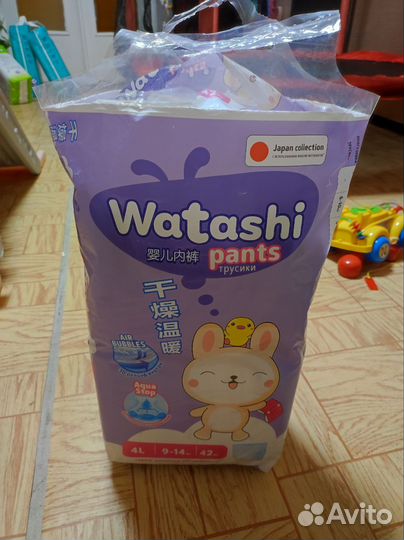 Japan collection
Watashi
婴儿内裤 pants
трусики
干燥温暖
AIR BUBBLES
Aqua Stop
4L 9-14 42
Avito